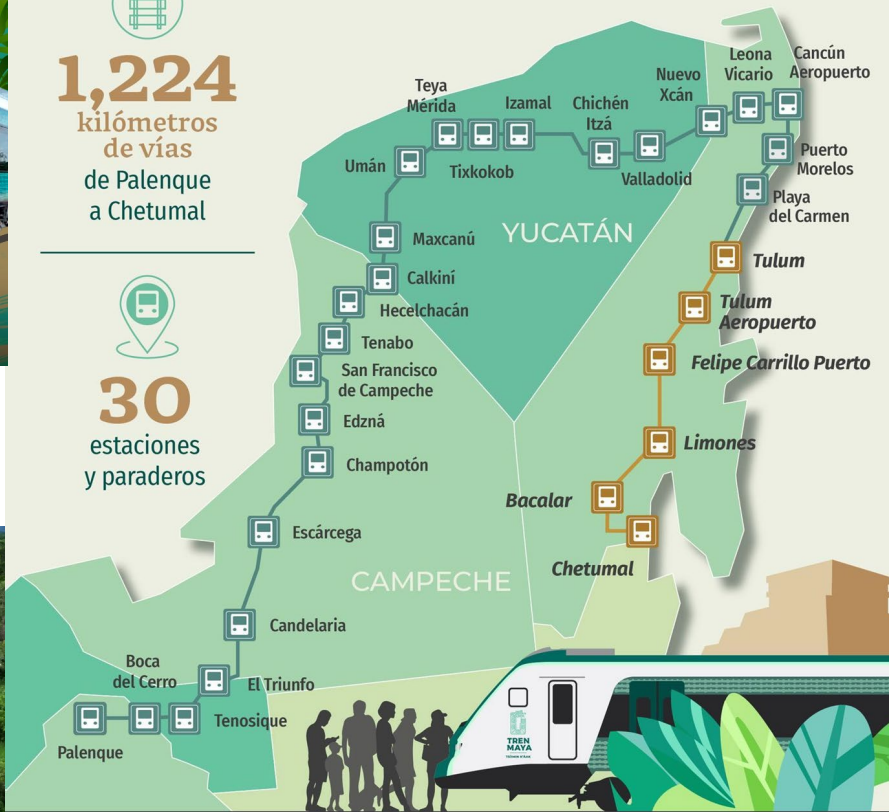 1,224
kilómetros
de vías
de Palenque
a Chetumal
30
estaciones
y paraderos
Leona
Vicario
Cancún
Aeropuerto
Nuevo
Xcán
Teya
Mérida
Izamal
Chichén
Itzá
Umán
Tixkokob
Valladolid
Puerto
Morelos
Playa
del Carmen
Maxcanú
YUCATÁN
Tulum
Calkiní
Hecelchacán
Tulum
Aeropuerto
Tenabo
San Francisco
de Campeche
Felipe Carrillo Puerto
Edzná
Limones
Champotón
Bacalar
Escárcega
Chetumal
CAMPECHE
Candelaria
Boca
del Cerro
El Triunfo
Tenosique
Palenque
TREN
MAYA